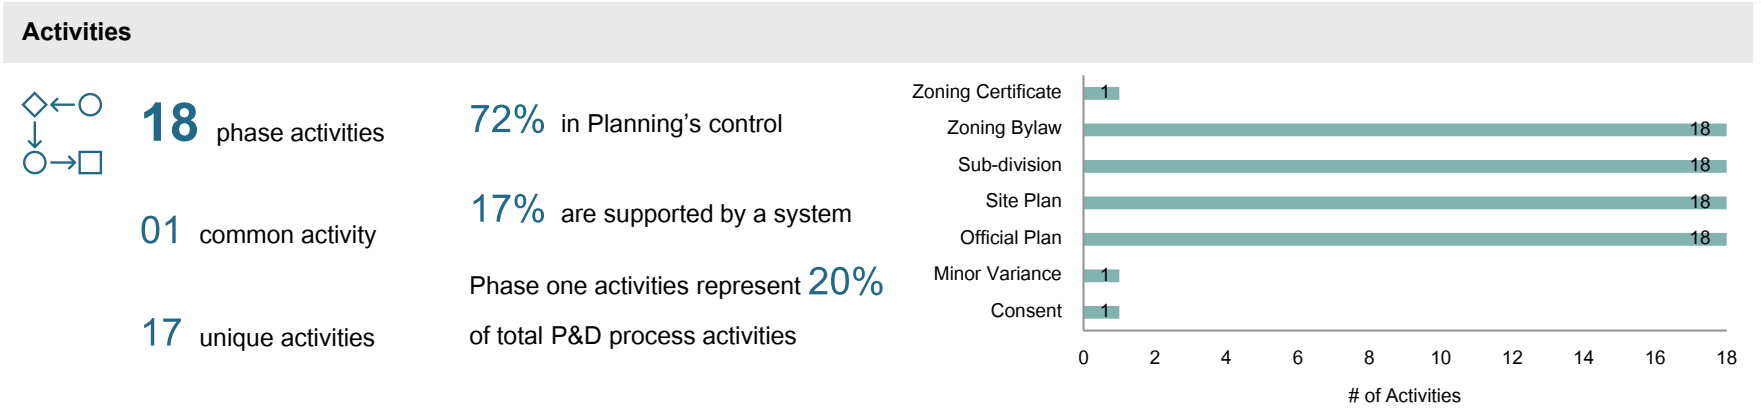 Activities
18 phase activities
01 common activity
17 unique activities
72% in Planning's control
17% are supported by a system
Phase one activities represent 20%
of total P&D process activities
Zoning Certificate 1
Zoning Bylaw 18
Sub-division 18
Site Plan 18
Official Plan 18
Minor Variance 1
Consent 1
0 2 4 6 8 10 12 14 16 18
# of Activities